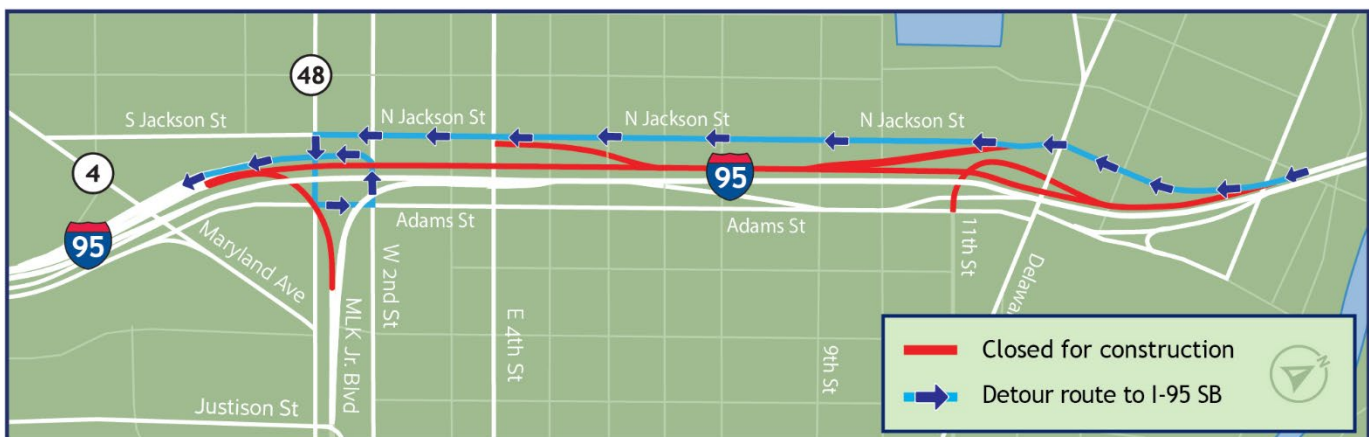 48
S Jackson St
N Jackson St
N Jackson St
N Jackson St
4
95
95
Adams St
Adams St
Maryland Ave
MLK Jr. Blvd
W 2nd St
E 4th St
9th St
11th St
Delawa
Justison St
Closed for construction
Detour route to I-95 SB
N